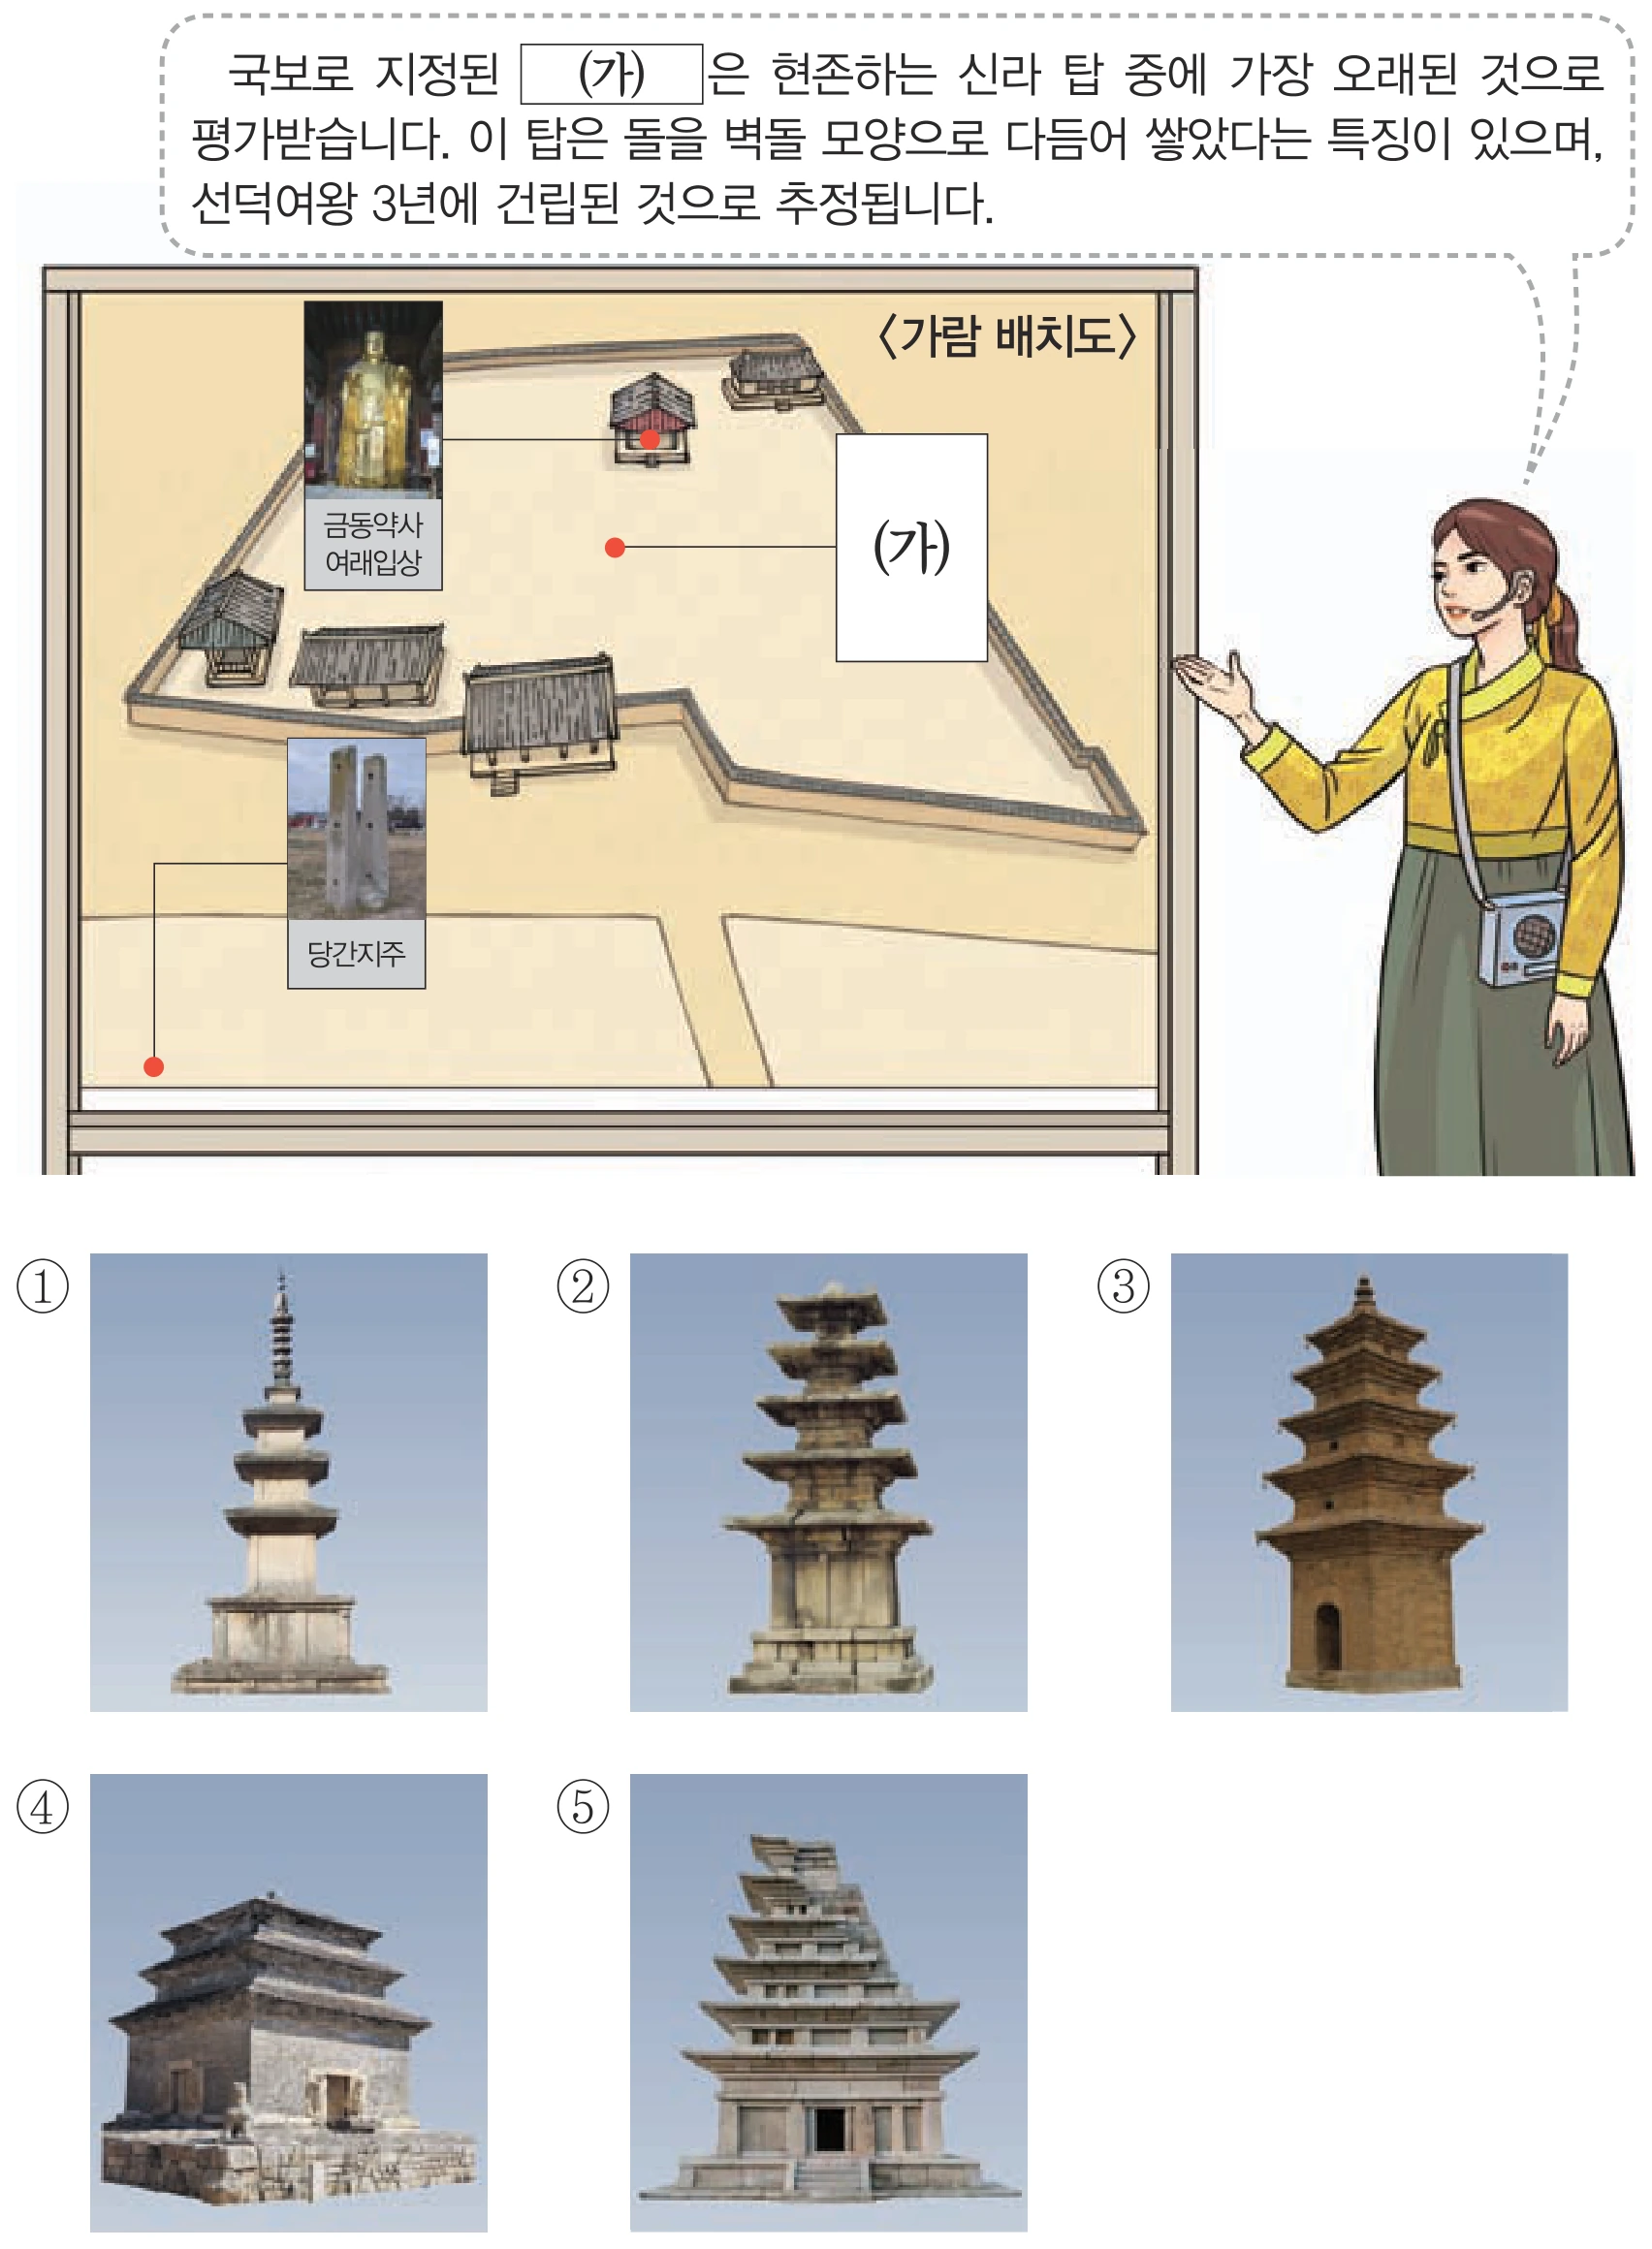 국보로 지정된 (가) 은 현존하는 신라 탑 중에 가장 오래된 것으로
평가받습니다. 이 탑은 돌을 벽돌 모양으로 다듬어 쌓았다는 특징이 있으며,
선덕여왕 3년에 건립된 것으로 추정됩니다.
〈가람 배치도〉
금동약사
여래입상
(가)
당간지주
①
②
③
④
⑤